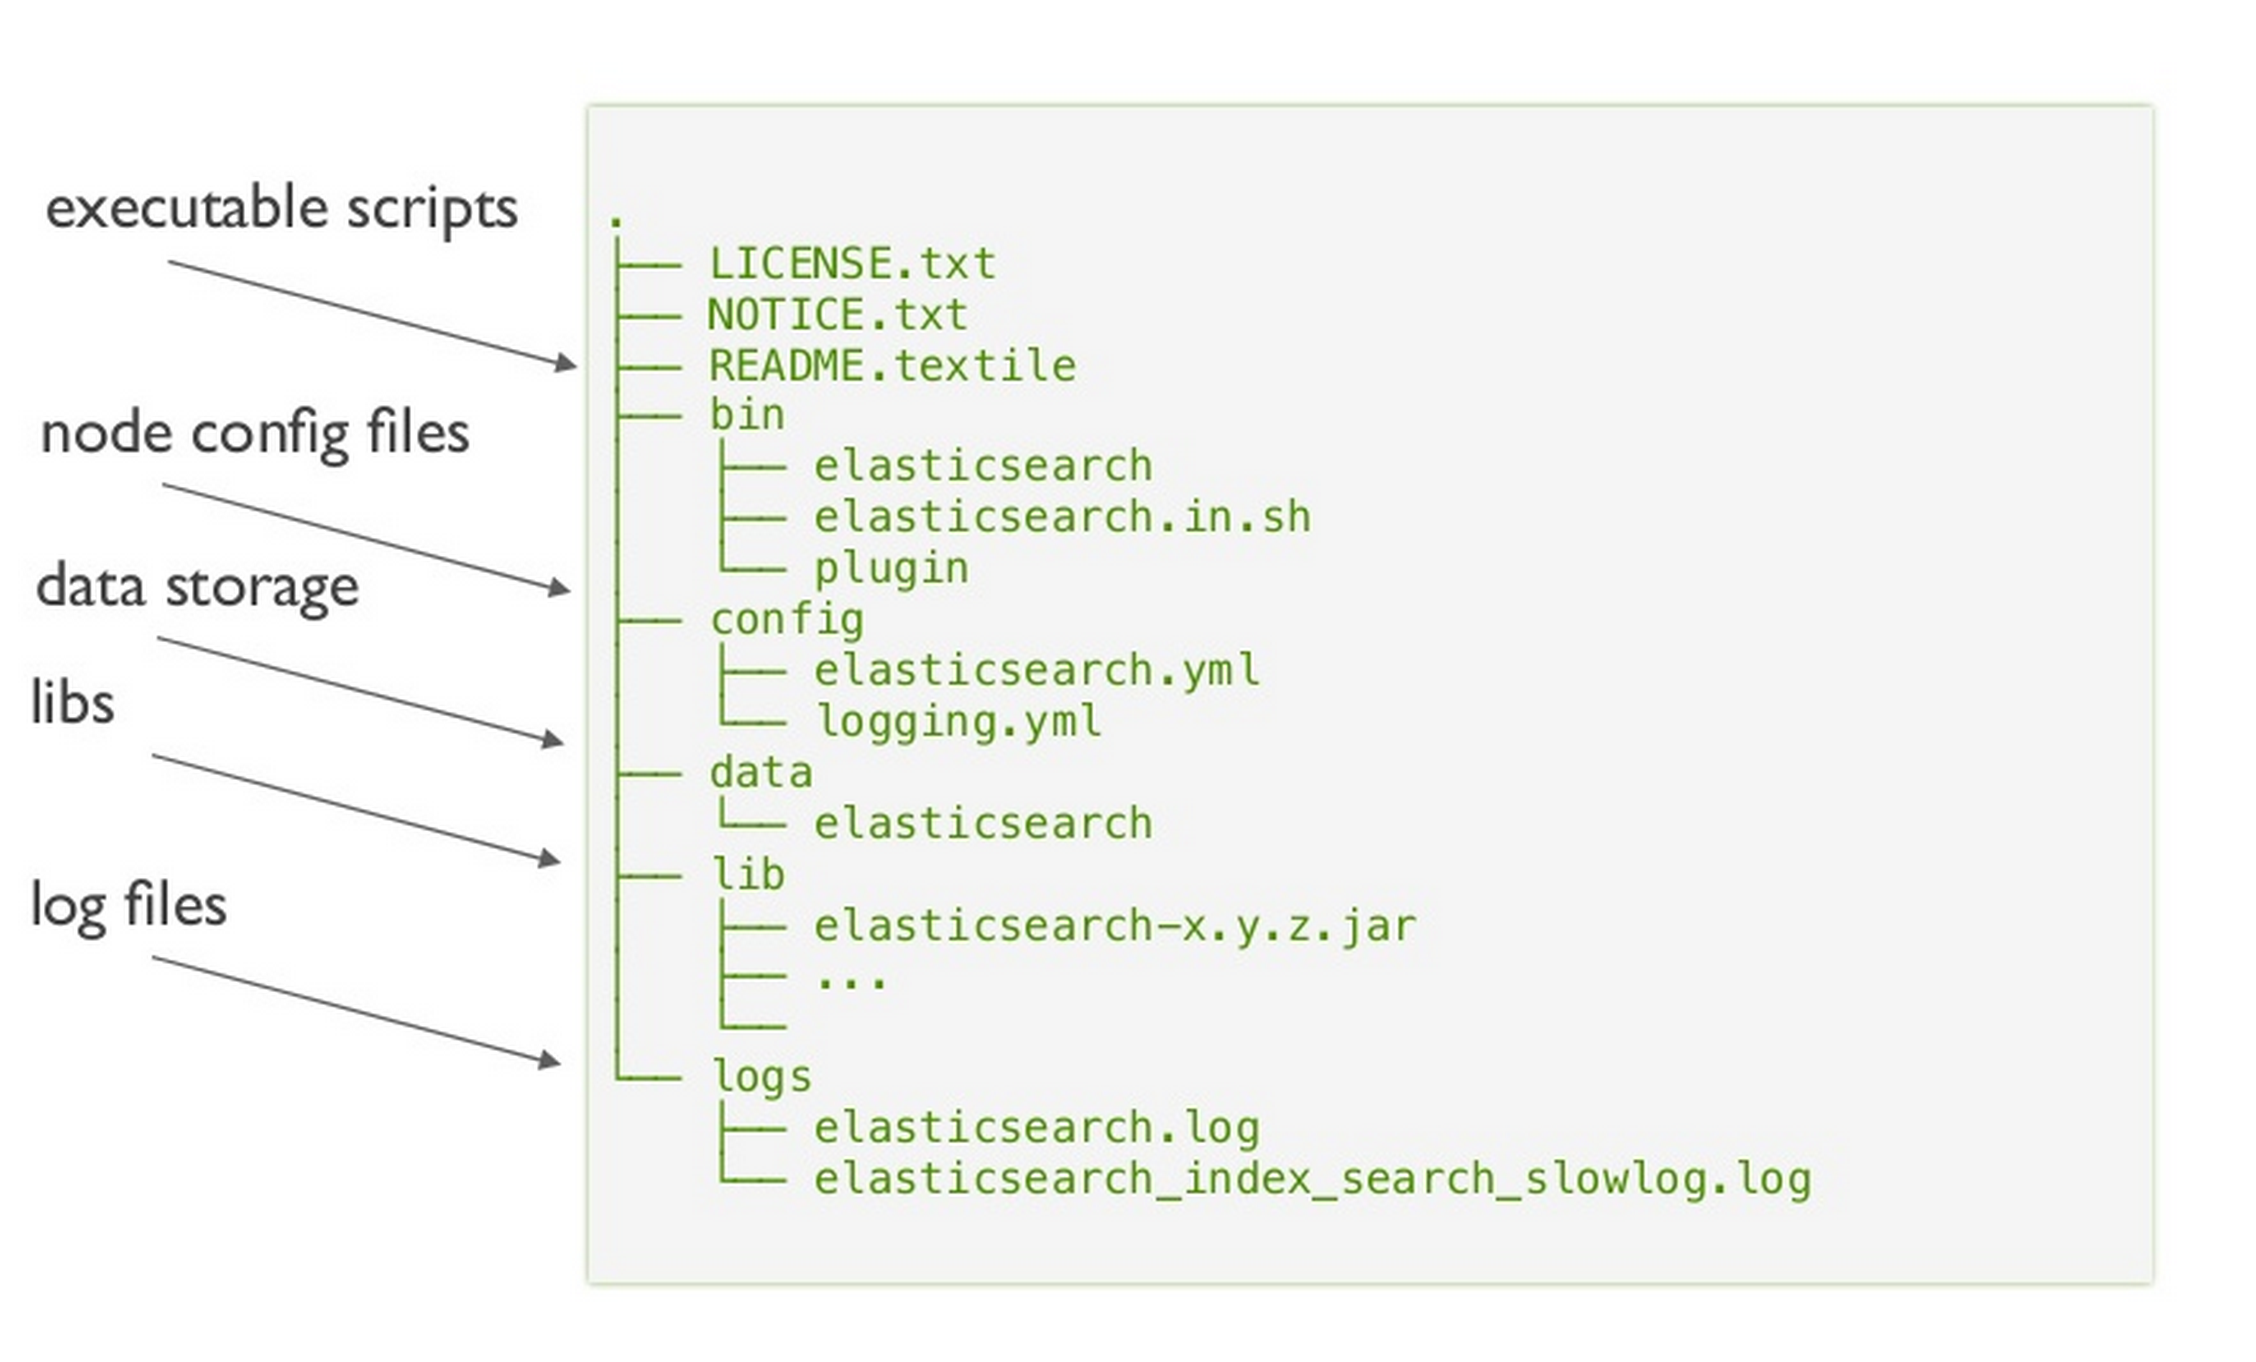 executable scripts
node config files
data storage
libs
log files
.
├── LICENSE.txt
├── NOTICE.txt
├── README.textile
├── bin
│   ├── elasticsearch
│   ├── elasticsearch.in.sh
│   └── plugin
├── config
│   ├── elasticsearch.yml
│   └── logging.yml
├── data
│   └── elasticsearch
├── lib
│   ├── elasticsearch-x.y.z.jar
│   ├── ...
│   └──
└── logs
    ├── elasticsearch.log
    └── elasticsearch_index_search_slowlog.log